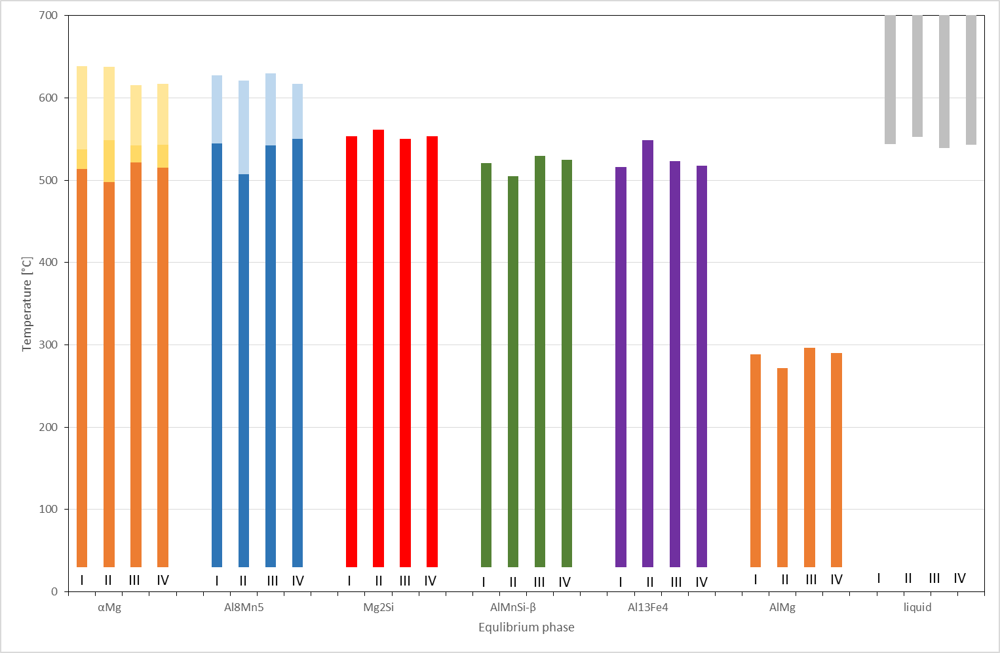 700
600
500
400
300
200
100
0
Temperature [°C]
I II III IV I II III IV I II III IV I II III IV I II III IV I II III IV I II III IV
αMg Al8Mn5 Mg2Si AlMnSi-β Al13Fe4 AlMg liquid
Equlibrium phase